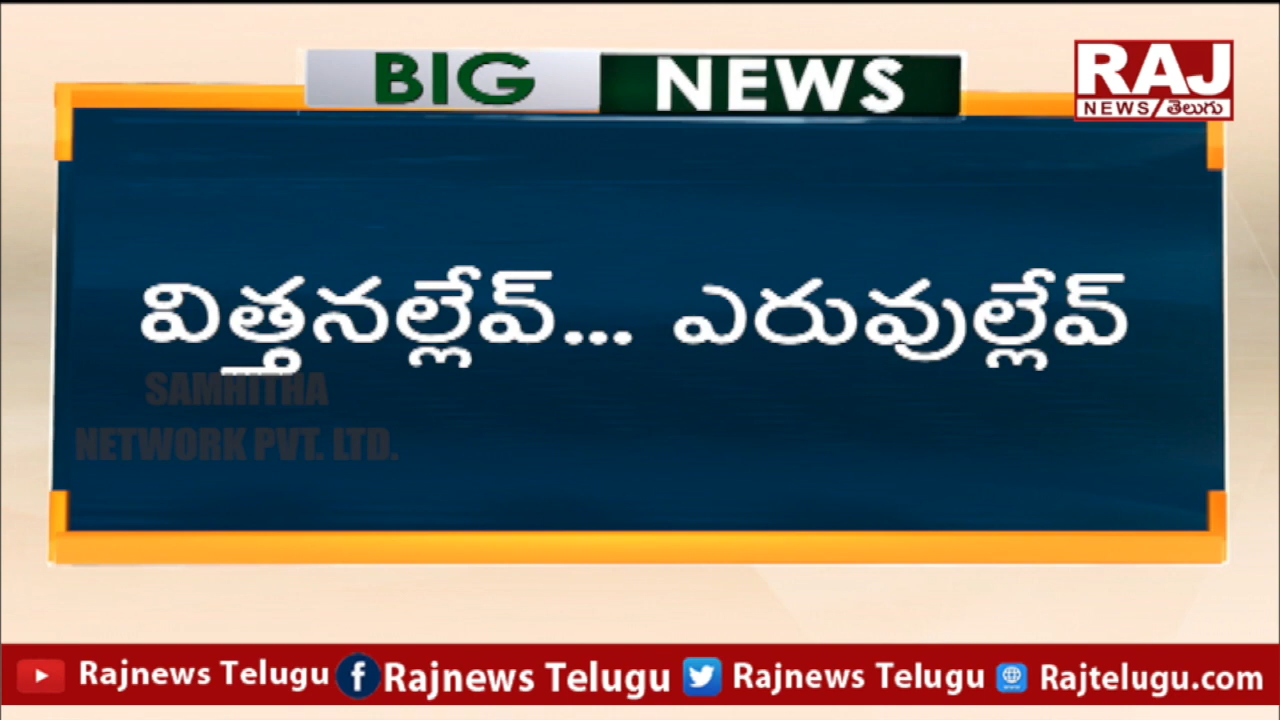 BIG NEWS
RAJ
NEWS/తెలుగు
విత్తనల్లేవ్... ఎరువుల్లేవ్
SAMHITHA
NETWORK PVT. LTD.
Rajnews Telugu Rajnews Telugu Rajnews Telugu Rajtelugu.com